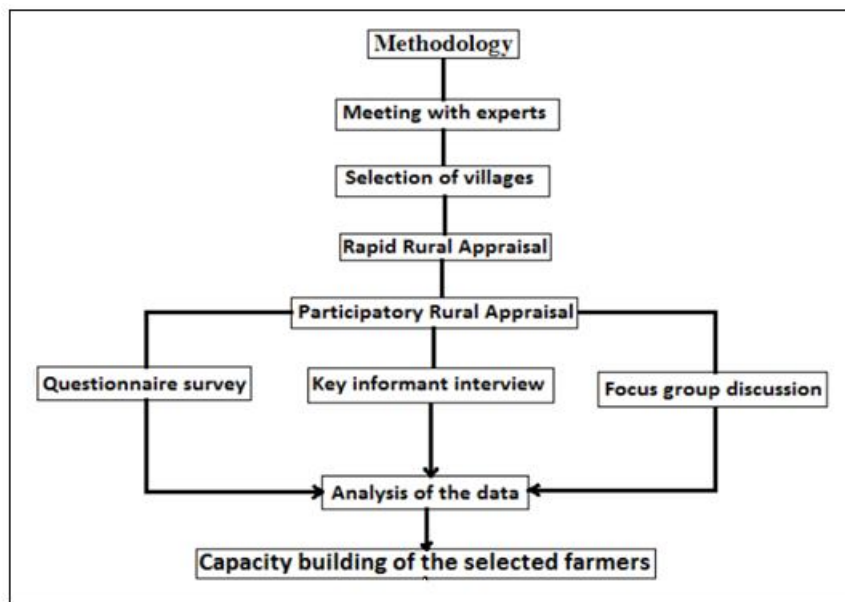 Methodology
Meeting with experts
Selection of villages
Rapid Rural Appraisal
Participatory Rural Appraisal
Questionnaire survey
Key informant interview
Focus group discussion
Analysis of the data
Capacity building of the selected farmers